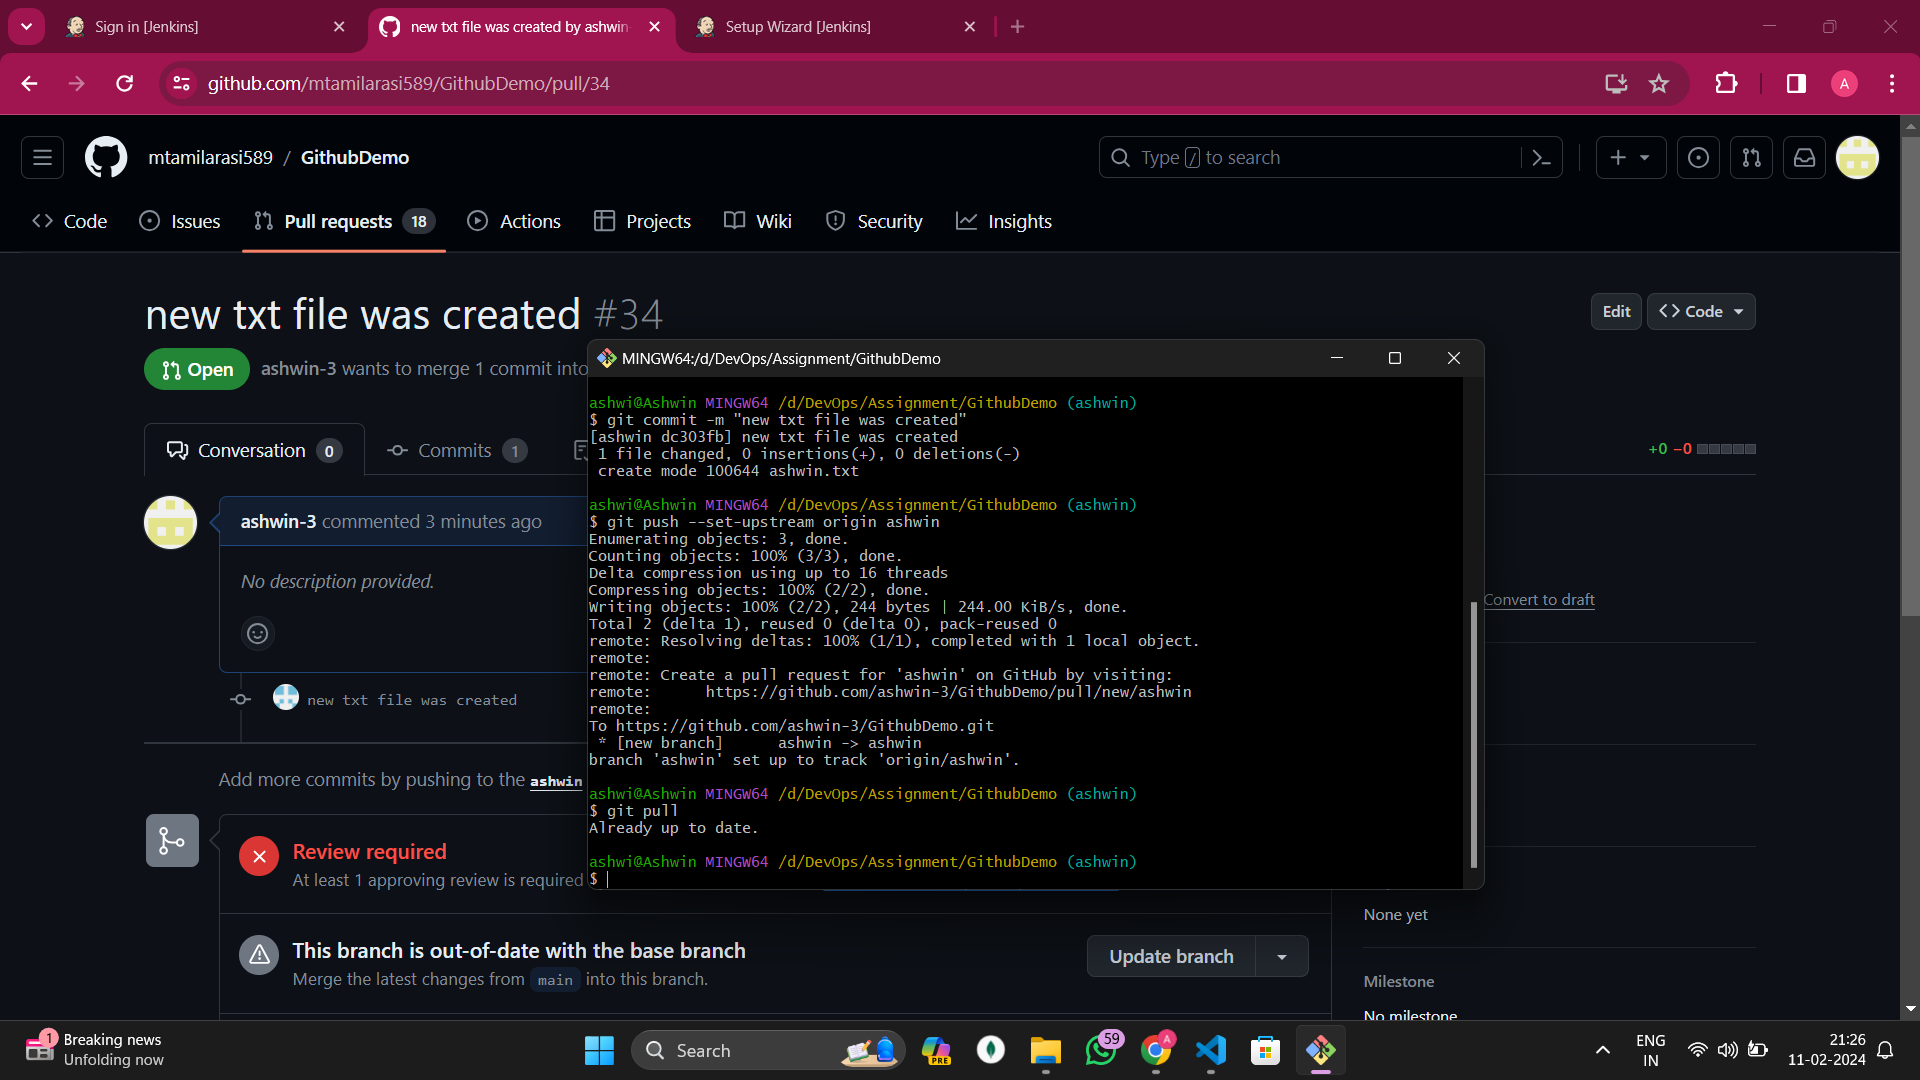 Sign in [Jenkins]
new txt file was created by ashwin
Setup Wizard [Jenkins]
github.com/mtamilarasi589/GithubDemo/pull/34
A
mtamilarasi589 / GithubDemo
Type / to search
Code
Issues
Pull requests 18
Actions
Projects
Wiki
Security
Insights
new txt file was created #34
Edit
Code
Open
ashwin-3 wants to merge 1 commit into
Conversation 0
Commits 1
+0 −0
ashwin-3 commented 3 minutes ago
No description provided.
new txt file was created
Add more commits by pushing to the ashwin
Review required
At least 1 approving review is required
This branch is out-of-date with the base branch
Merge the latest changes from main into this branch.
Update branch
Convert to draft
None yet
Milestone
No milestone
MINGW64:/d/DevOps/Assignment/GithubDemo
ashwi@Ashwin MINGW64 /d/DevOps/Assignment/GithubDemo (ashwin)
$ git commit -m "new txt file was created"
[ashwin dc303fb] new txt file was created
1 file changed, 0 insertions(+), 0 deletions(-)
create mode 100644 ashwin.txt
ashwi@Ashwin MINGW64 /d/DevOps/Assignment/GithubDemo (ashwin)
$ git push --set-upstream origin ashwin
Enumerating objects: 3, done.
Counting objects: 100% (3/3), done.
Delta compression using up to 16 threads
Compressing objects: 100% (2/2), done.
Writing objects: 100% (2/2), 244 bytes | 244.00 KiB/s, done.
Total 2 (delta 1), reused 0 (delta 0), pack-reused 0
remote: Resolving deltas: 100% (1/1), completed with 1 local object.
remote:
remote: Create a pull request for 'ashwin' on GitHub by visiting:
remote: https://github.com/ashwin-3/GithubDemo/pull/new/ashwin
remote:
To https://github.com/ashwin-3/GithubDemo.git
* [new branch] ashwin -> ashwin
branch 'ashwin' set up to track 'origin/ashwin'.
ashwi@Ashwin MINGW64 /d/DevOps/Assignment/GithubDemo (ashwin)
$ git pull
Already up to date.
ashwi@Ashwin MINGW64 /d/DevOps/Assignment/GithubDemo (ashwin)
$
1
Breaking news
Unfolding now
Search
PRE
59
A
ENG
IN
21:26
11-02-2024